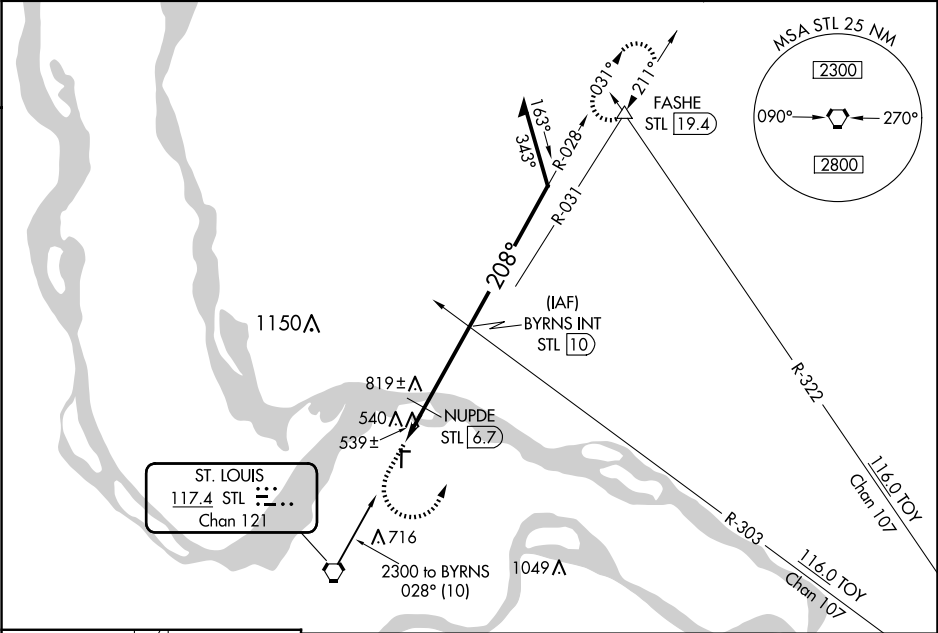 MSA STL 25 NM
2300
090°
270°
2800
031°
211°
FASHE
STL 19.4
163°
343°
R-028
R-031
208°
(IAF)
BYRNS INT
STL 10
1150
R-322
819±
540
NUPDE
539±
STL 6.7
116.0 TOY
Chan 107
ST. LOUIS
117.4 STL
Chan 121
R-303
716
1049
2300 to BYRNS
028° (10)
116.0 TOY
Chan 107